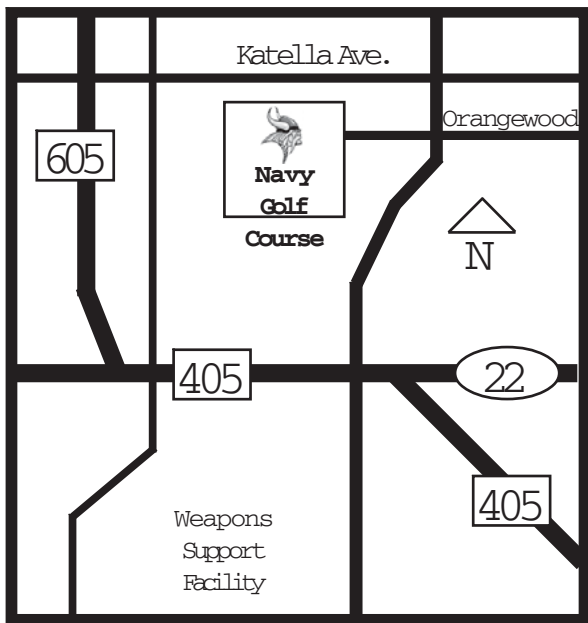 Katella Ave.
Orangewood
605
Navy
Golf
Course
N
405
22
405
Weapons
Support
Facility